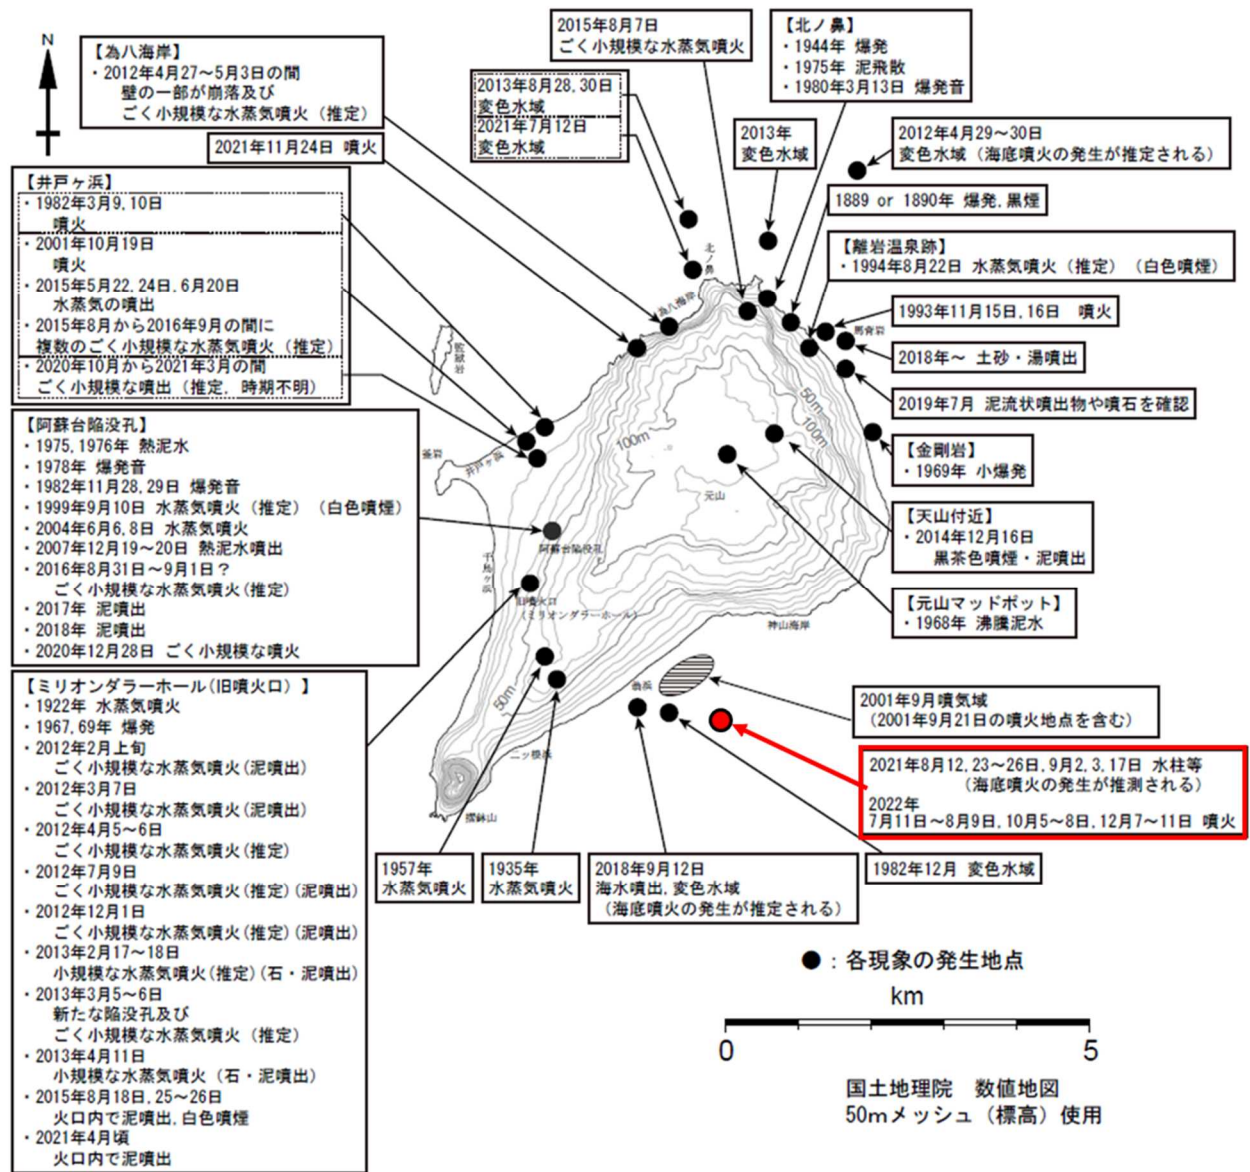 N
【為八海岸】
・2012年4月27～5月3日の間
壁の一部が崩落及び
ごく小規模な水蒸気噴火（推定）
2021年11月24日 噴火
2015年8月7日
ごく小規模な水蒸気噴火
2013年8月28,30日
変色水域
2021年7月12日
変色水域
【北ノ鼻】
・1944年 爆発
・1975年 泥飛散
・1980年3月13日 爆発音
2013年
変色水域
2012年4月29～30日
変色水域（海底噴火の発生が推定される）
1889 or 1890年 爆発,黒煙
【離岩温泉跡】
・1994年8月22日 水蒸気噴火（推定）（白色噴煙）
1993年11月15日,16日　噴火
2018年～ 土砂・湯噴出
2019年7月 泥流状噴出物や噴石を確認
【金剛岩】
・1969年 小爆発
【天山付近】
・2014年12月16日
黒茶色噴煙・泥噴出
【元山マッドポット】
・1968年 沸騰泥水
【井戸ヶ浜】
・1982年3月9,10日
噴火
・2001年10月19日
噴火
・2015年5月22,24日,6月20日
水蒸気の噴出
・2015年8月から2016年9月の間に
複数のごく小規模な水蒸気噴火（推定）
・2020年10月から2021年3月の間
ごく小規模な噴出（推定，時期不明）
【阿蘇台陥没孔】
・1975,1976年 熱泥水
・1978年 爆発音
・1982年11月28,29日 爆発音
・1999年9月10日 水蒸気噴火（推定）（白色噴煙）
・2004年6月6,8日 水蒸気噴火
・2007年12月19～20日 熱泥水噴出
・2016年8月31日～9月1日？
ごく小規模な水蒸気噴火(推定)
・2017年 泥噴出
・2018年 泥噴出
・2020年12月28日 ごく小規模な噴火
【ミリオンダラーホール(旧噴火口)】
・1922年 水蒸気噴火
・1967,69年 爆発
・2012年2月上旬
ごく小規模な水蒸気噴火(泥噴出)
・2012年3月7日
ごく小規模な水蒸気噴火(泥噴出)
・2012年4月5～6日
ごく小規模な水蒸気噴火(推定)
・2012年7月9日
ごく小規模な水蒸気噴火(推定)(泥噴出)
・2012年12月1日
ごく小規模な水蒸気噴火(推定)(泥噴出)
・2013年2月17～18日
小規模な水蒸気噴火(推定)(石・泥噴出)
・2013年3月5～6日
新たな陥没孔及び
ごく小規模な水蒸気噴火（推定）
・2013年4月11日
小規模な水蒸気噴火（石・泥噴出）
・2015年8月18日,25～26日
火口内で泥噴出,白色噴煙
・2021年4月頃
火口内で泥噴出
北ノ鼻
為八海岸
馬背岩
監獄岩
釜岩
井戸ヶ浜
50m
100m
100m
元山
阿蘇台陥没孔
千鳥ヶ浜
旧噴火口
(ミリオンダラーホール)
神山海岸
翁浜
50m
二ッ根浜
摺鉢山
2001年9月噴気域
（2001年9月21日の噴火地点を含む）
2021年8月12,23～26日,9月2,3,17日 水柱等
（海底噴火の発生が推測される）
2022年
7月11日～8月9日,10月5～8日,12月7～11日 噴火
1957年
水蒸気噴火
1935年
水蒸気噴火
2018年9月12日
海水噴出,変色水域
（海底噴火の発生が推定される）
1982年12月 変色水域
●：各現象の発生地点
km
0
5
国土地理院　数値地図
50mメッシュ（標高）使用